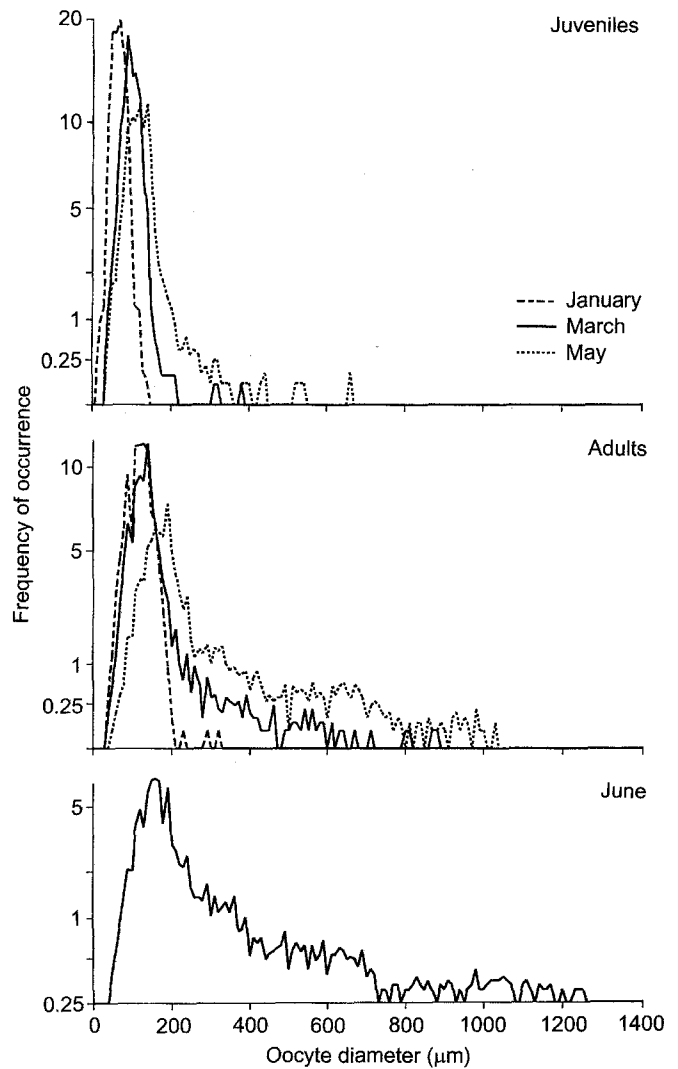 Juveniles
20
10
5
1
0.25
January
March
May
Frequency of occurrence
Adults
10
5
1
0.25
June
5
1
0.25
0 200 400 600 800 1000 1200 1400
Oocyte diameter (μm)